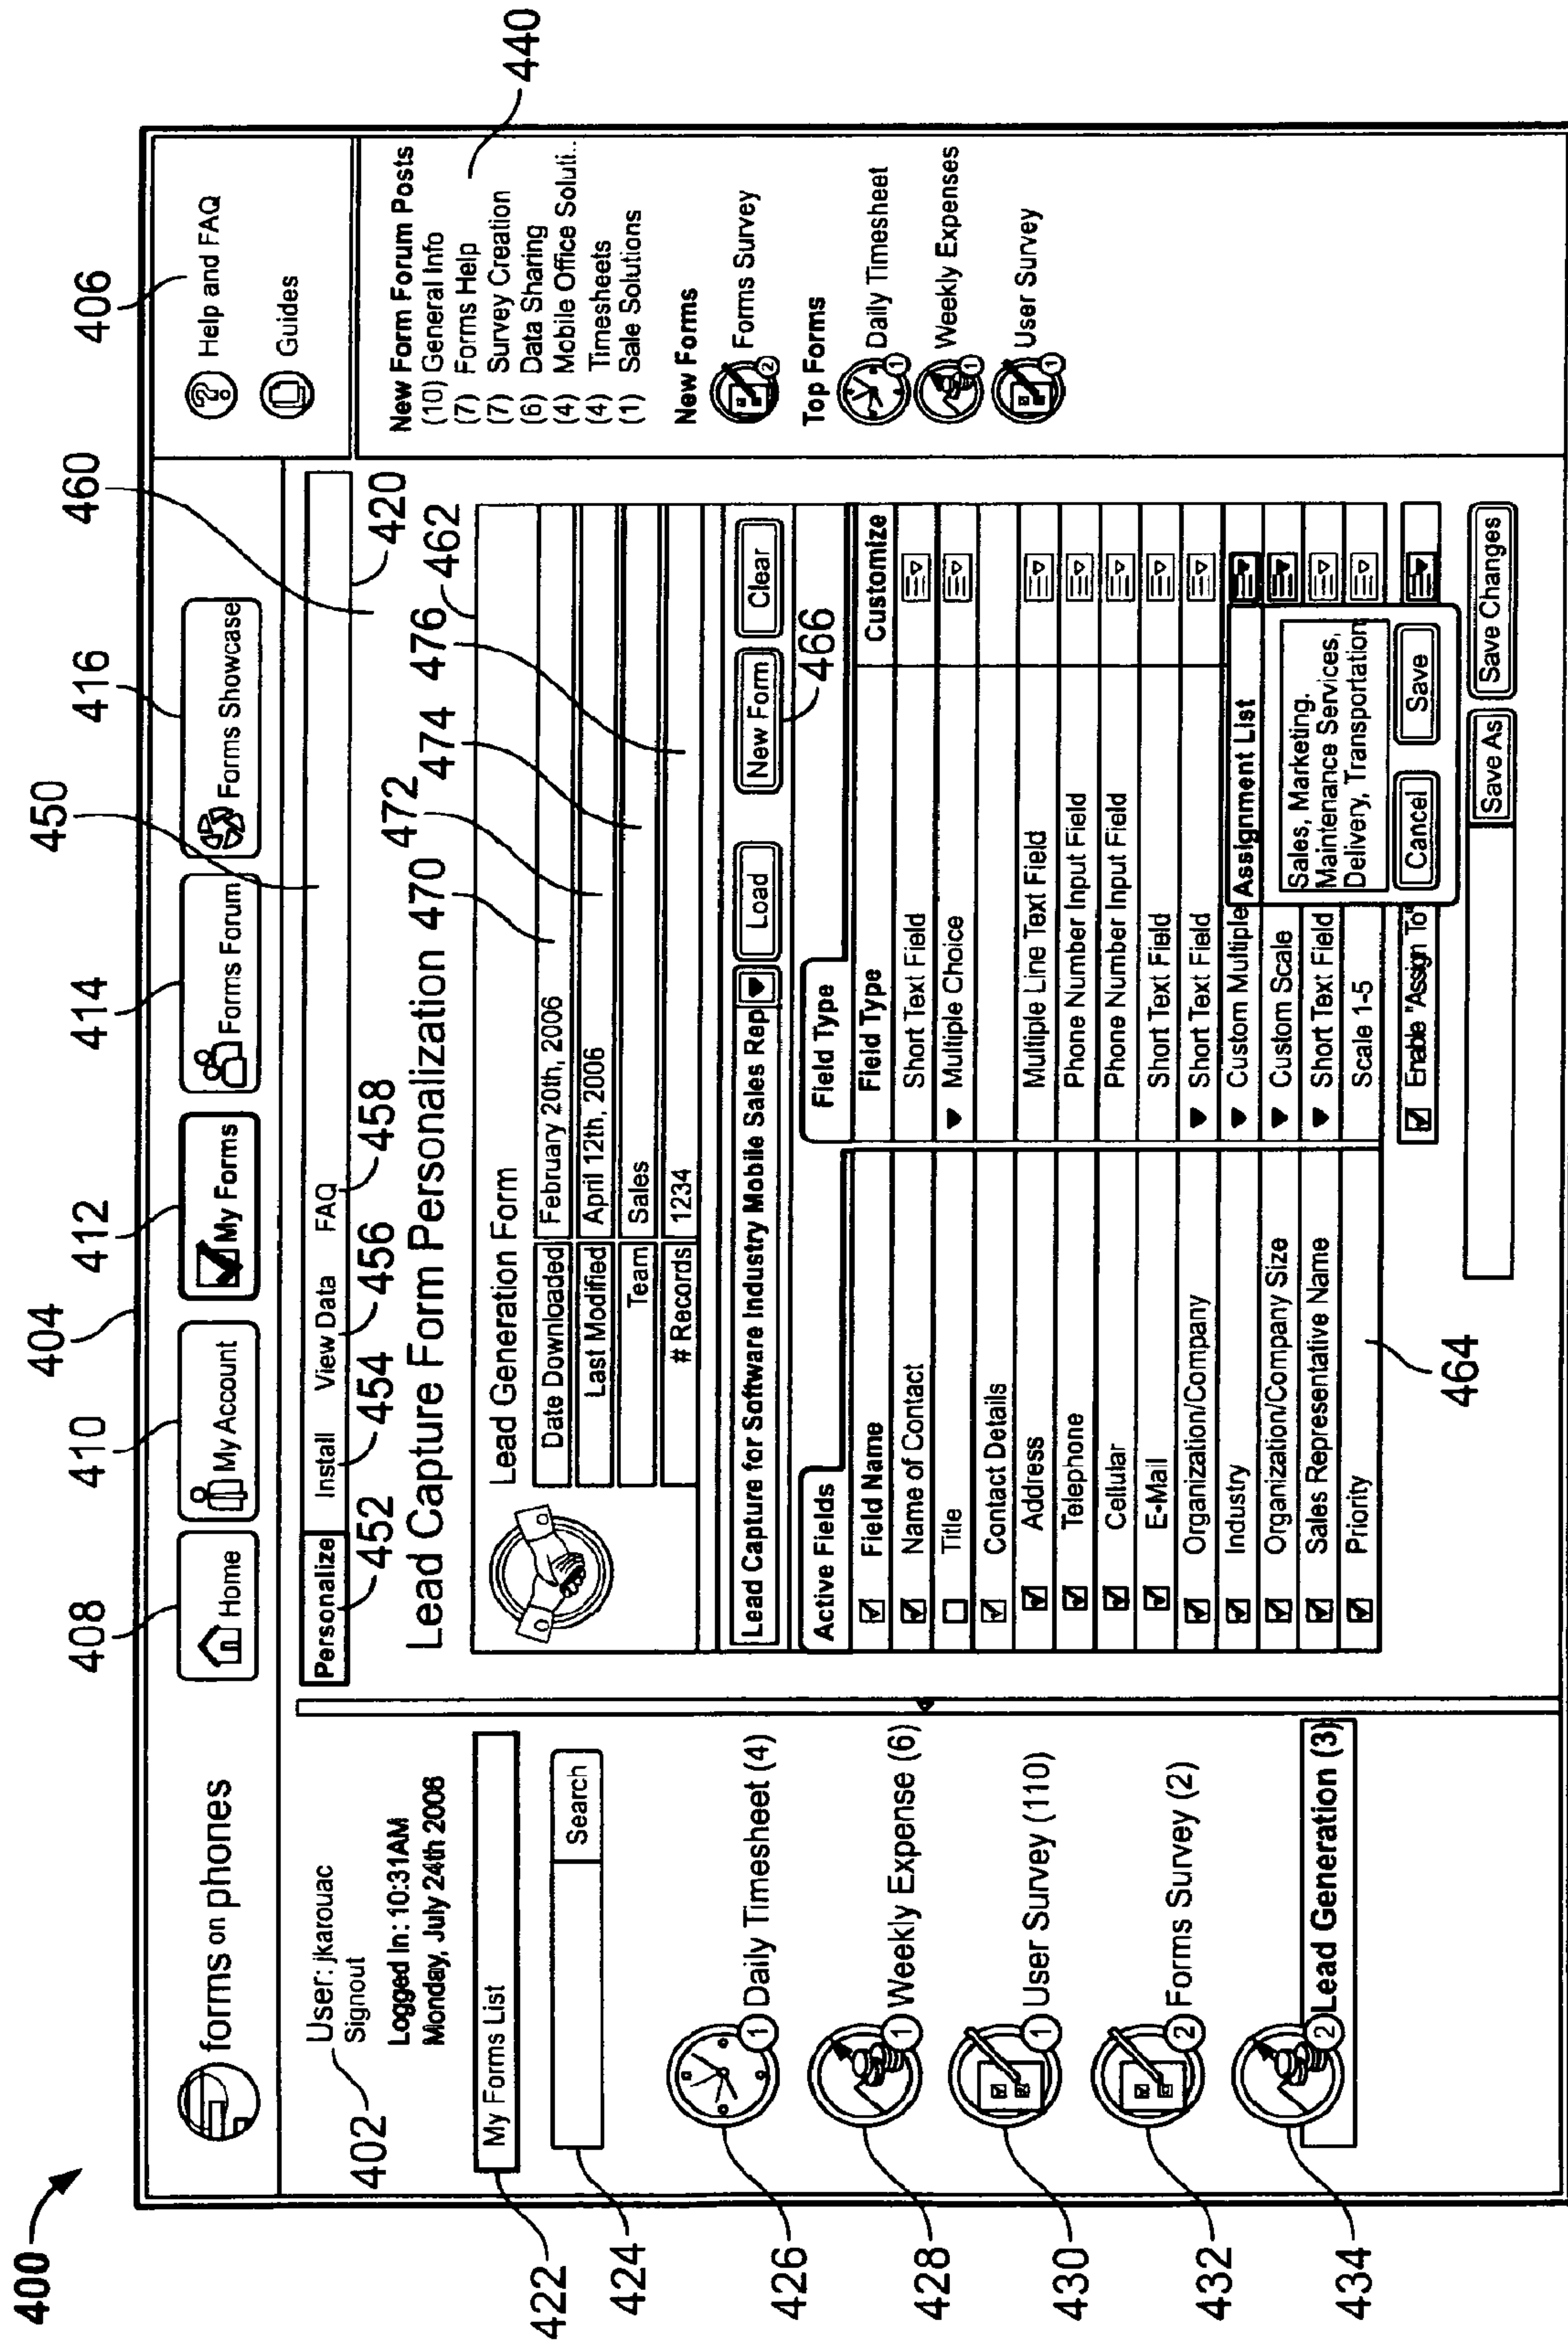 400
404
406
408
410
412
414
416
450
460
forms on phones
Home
My Account
My Forms
Forms Forum
Forms Showcase
Help and FAQ
Guides
User: jkarouac
Signout
402
Logged In: 10:31AM
Monday, July 24th 2006
My Forms List
422
Search
424
426
1 Daily Timesheet (4)
428
1 Weekly Expense (6)
430
1 User Survey (110)
432
2 Forms Survey (2)
434
2 Lead Generation (3)
Personalize Install View Data FAQ
452 454 456 458 420
Lead Capture Form Personalization 470 472 474 476 462
Lead Generation Form
Date Downloaded February 20th, 2006
Last Modified April 12th, 2006
Team Sales
# Records 1234
Lead Capture for Software Industry Mobile Sales Rep Load New Form Clear
466
Active Fields Field Type
Field Name Field Type Customize
Name of Contact Short Text Field
Title Multiple Choice
Contact Details
Address Multiple Line Text Field
Telephone Phone Number Input Field
Cellular Phone Number Input Field
E-Mail Short Text Field
Organization/Company Short Text Field
Industry Custom Multiple
Organization/Company Size Custom Scale
Sales Representative Name Short Text Field
Priority Scale 1-5
464
Assignment List
Sales, Marketing,
Maintenance Services,
Delivery, Transportation
Cancel Save
Enable "Assign To"
Save As Save Changes
New Form Forum Posts
(10) General Info
(7) Forms Help
(7) Survey Creation
(6) Data Sharing
(4) Mobile Office Soluti..
(4) Timesheets
(1) Sale Solutions
440
New Forms
2 Forms Survey
Top Forms
1 Daily Timesheet
1 Weekly Expenses
1 User Survey